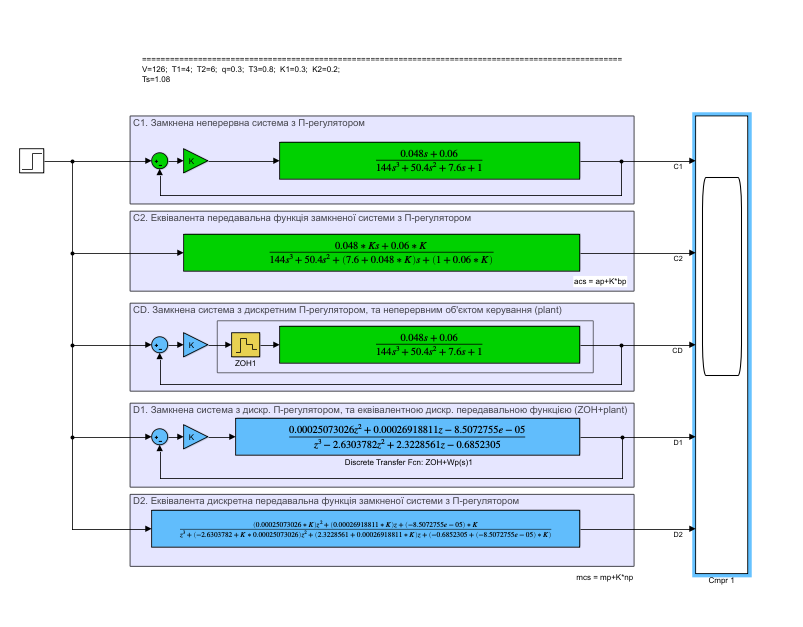 ================================================================================================
V=126;  T1=4;  T2=6;  q=0.3;  T3=0.8;  K1=0.3;  K2=0.2;
Ts=1.08
C1. Замкнена неперервна система з П-регулятором
K
0.048s + 0.06
144s³ + 50.4s² + 7.6s + 1
C1
C2. Еквівалента передавальна функція замкненої системи з П-регулятором
0.048 * Ks + 0.06 * K
144s³ + 50.4s² + (7.6 + 0.048 * K)s + (1 + 0.06 * K)
C2
acs = ap+K*bp
CD. Замкнена система з дискретним П-регулятором, та неперервним об'єктом керування (plant)
K
ZOH1
0.048s + 0.06
144s³ + 50.4s² + 7.6s + 1
CD
D1. Замкнена система з дискр. П-регулятором, та еквівалентною дискр. передавальною функцією (ZOH+plant)
K
0.00025073026z² + 0.00026918811z − 8.5072755e − 05
z³ − 2.6303782z² + 2.3228561z − 0.6852305
D1
Discrete Transfer Fcn: ZOH+Wp(s)1
D2. Еквівалента дискретна передавальна функція замкненої системи з П-регулятором
(0.00025073026 * K)z² + (0.00026918811 * K)z + (−8.5072755e − 05) * K
z³ + (−2.6303782 + K * 0.00025073026)z² + (2.3228561 + 0.00026918811 * K)z + (−0.6852305 + (−8.5072755e − 05) * K)
D2
mcs = mp+K*np
Cmpr 1